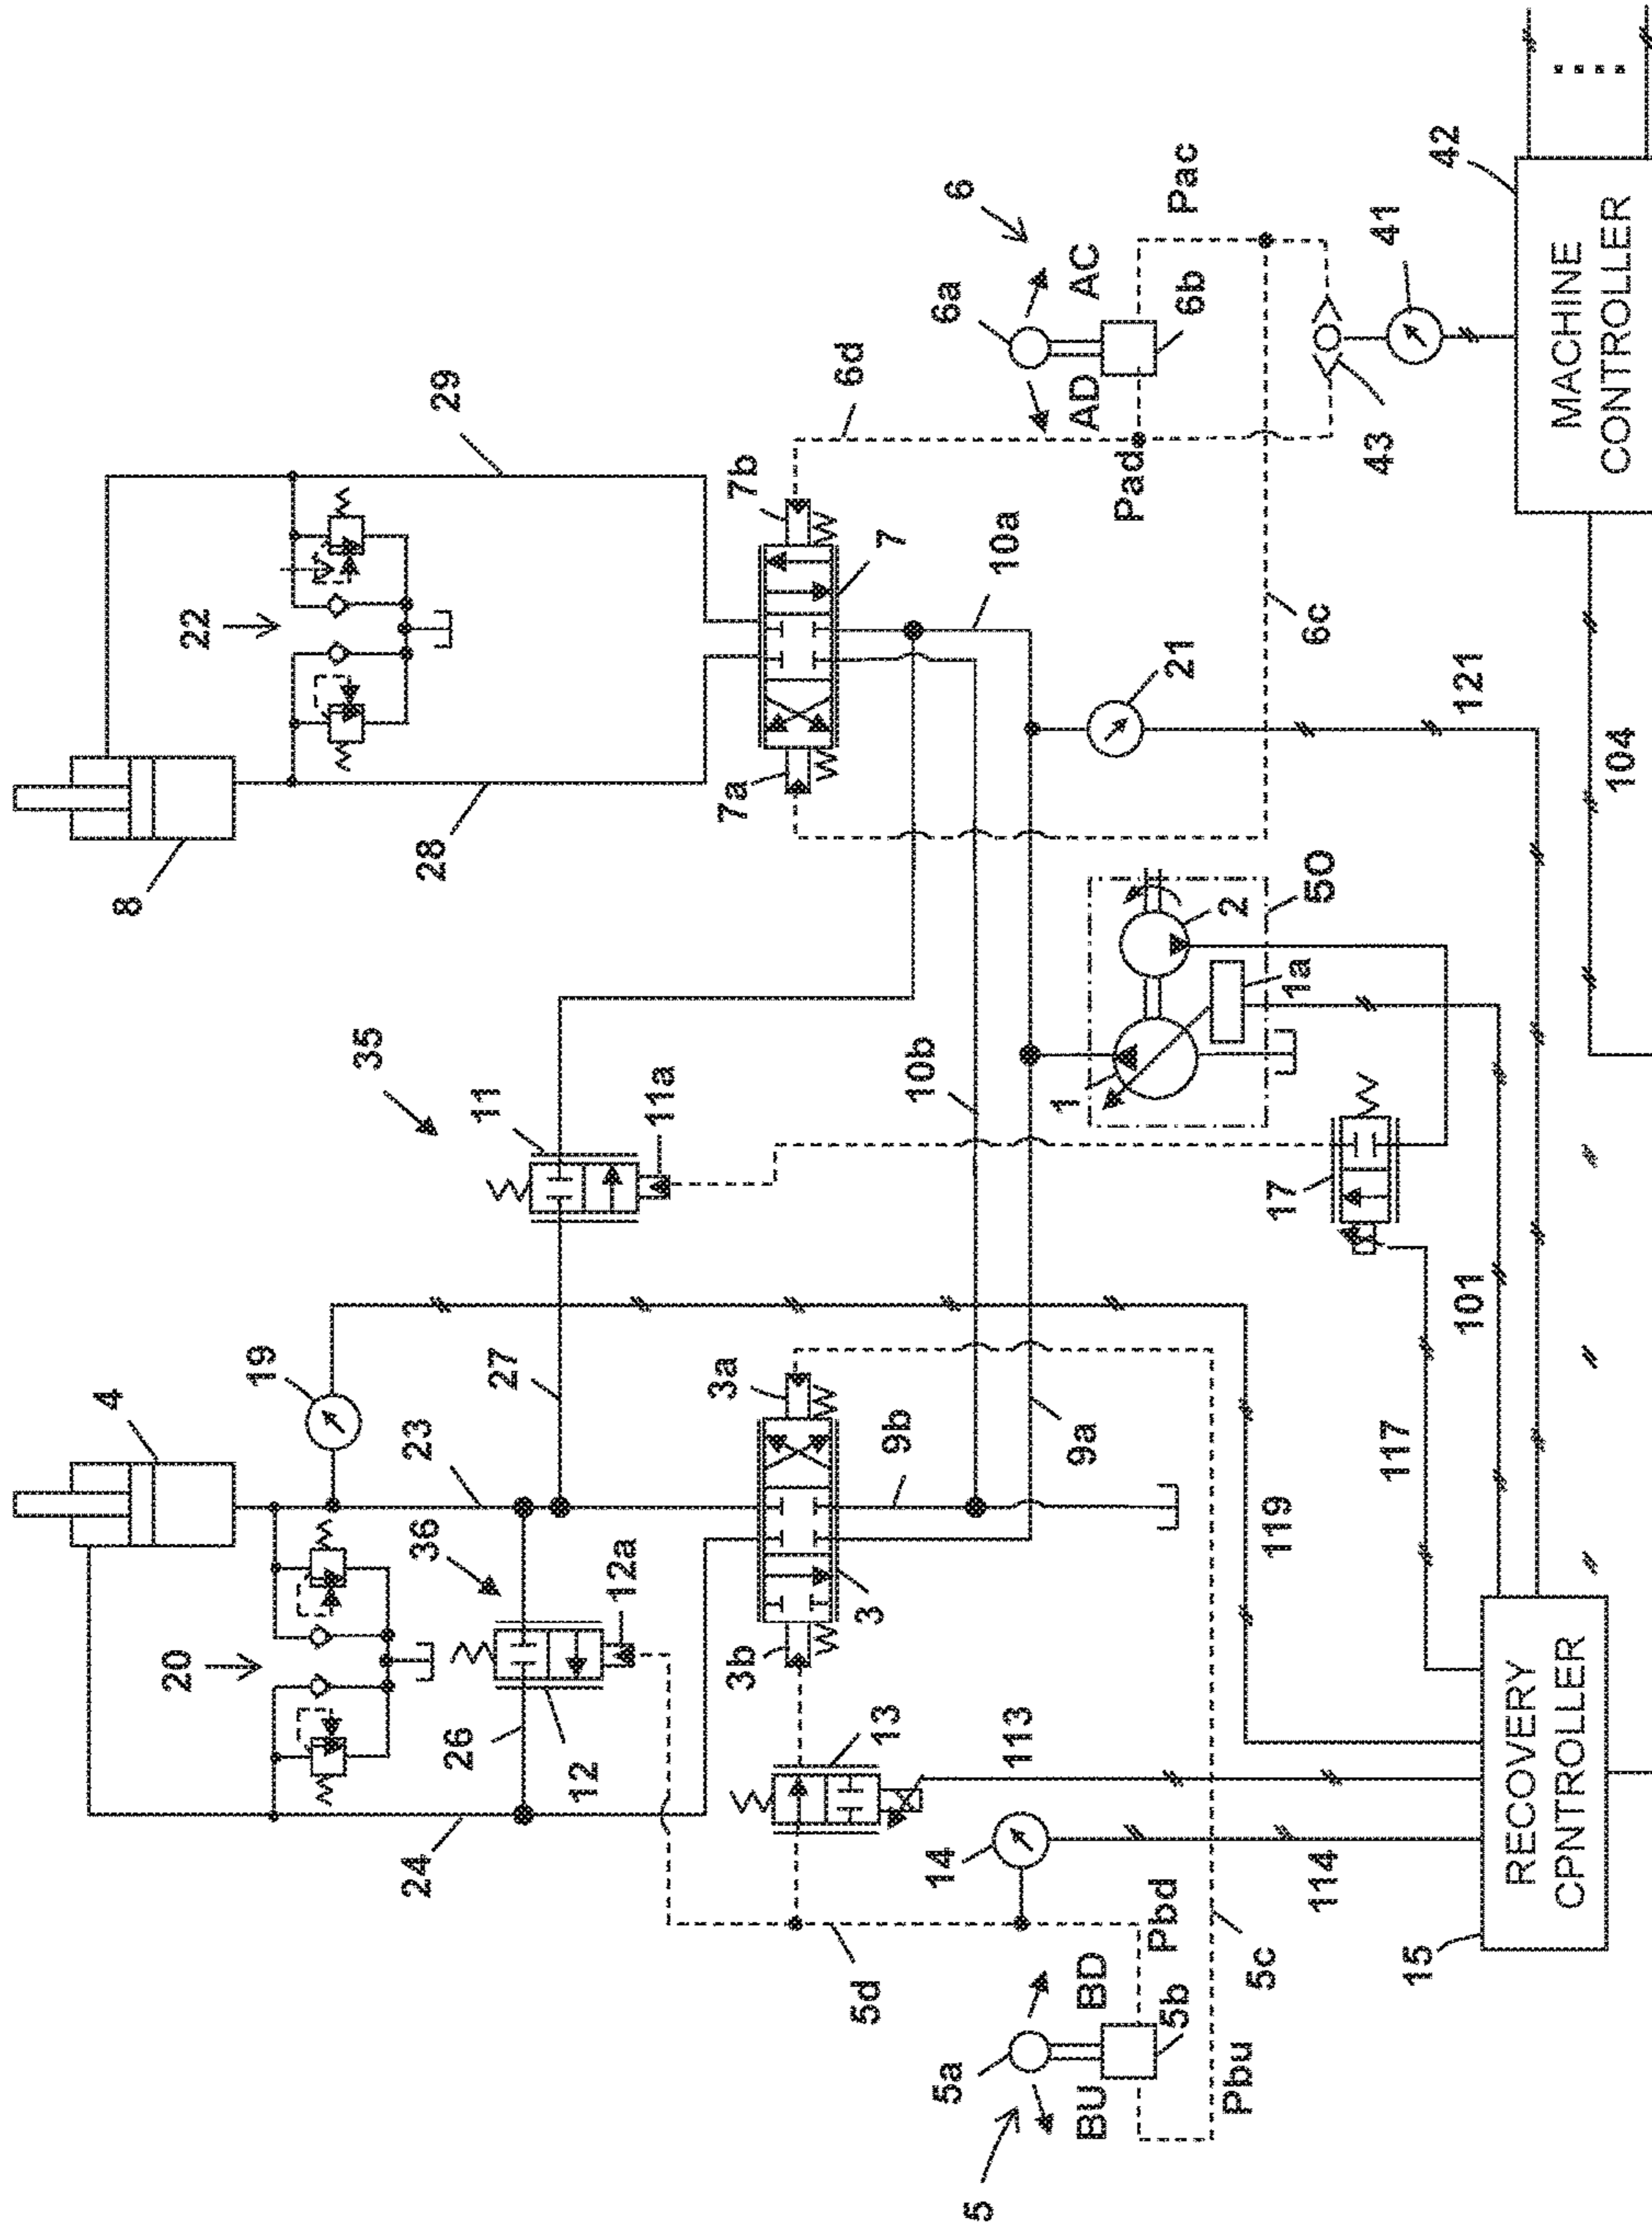 4
8
20
19
22
35
24
36
23
28
29
26
27
11
12
12a
11a
3b
3a
7a
7b
5d
13
3
7
6d
9b
10b
5
5a
14
6a
6
113
10a
BU
BD
9a
1
AD
AC
5b
Pbd
21
Pad
6b
Pac
Pbu
5c
119
17
1a
2
50
6c
114
117
43
41
15
101
121
42
RECOVERY
CPNTROLLER
104
MACHINE
CONTROLLER